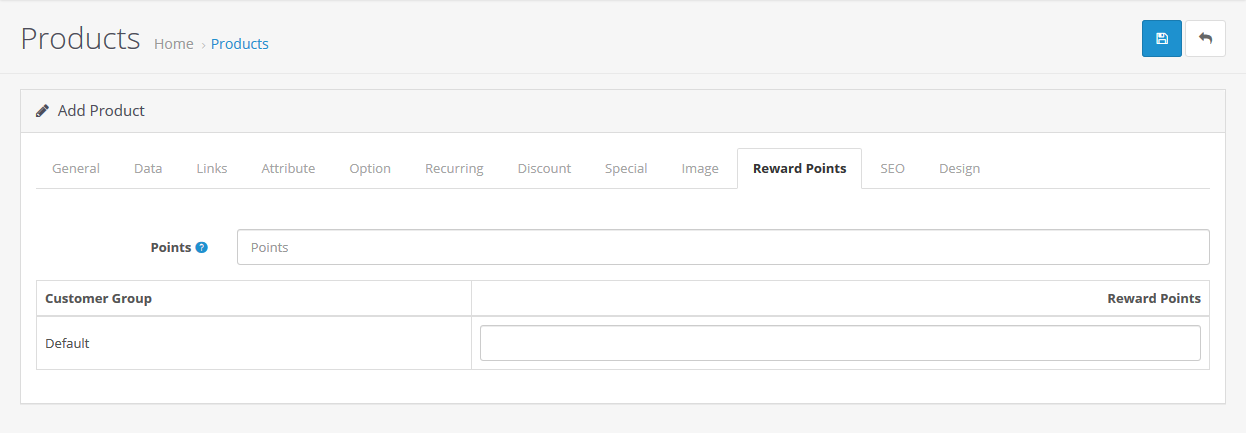 Products Home › Products
Add Product
General Data Links Attribute Option Recurring Discount Special Image Reward Points SEO Design
Points ? Points
Customer Group Reward Points
Default